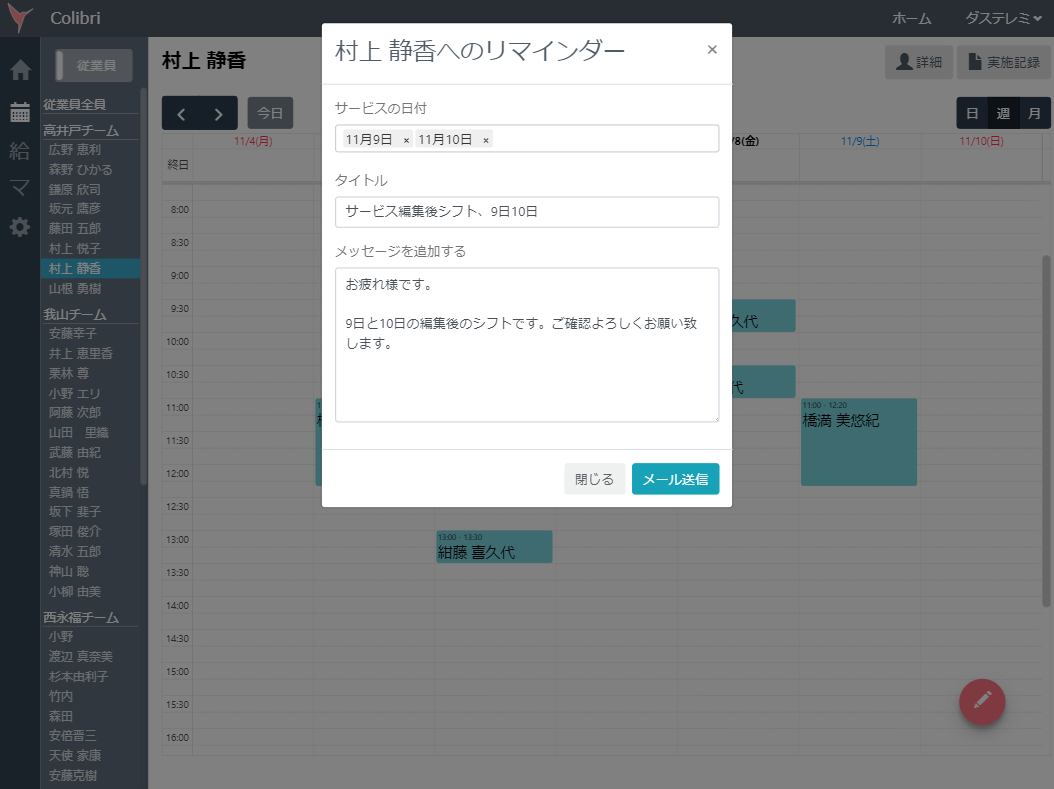 Colibri
ホーム
ダステレミ
従業員
従業員全員
高井戸チーム
広野 恵利
森野 ひかる
鎌原 欣司
坂元 鷹彦
藤田 五郎
村上 悦子
村上 静香
山根 勇樹
我山チーム
安藤幸子
井上 恵里香
栗林 尊
小野 エリ
阿藤 次郎
山田　里織
武藤 由紀
北村 悦
真鍋 悟
坂下 斐子
塚田 俊介
清水 五郎
神山 聡
小柳 由美
西永福チーム
小野
渡辺 真奈美
杉本由利子
竹内
森田
安倍晋三
天使 家康
安藤克樹
給
マ
村上 静香
詳細
実施記録
今日
日
週
月
11/4(月)
/8(金)
11/9(土)
11/10(日)
終日
8:00
8:30
9:00
9:30
10:00
10:30
11:00
11:30
12:00
12:30
13:00
13:30
14:00
14:30
15:00
15:30
16:00
久代
代
11:00 - 12:20
橋満 美悠紀
13:00 - 13:30
紺藤 喜久代
村上 静香へのリマインダー
×
サービスの日付
11月9日 × 11月10日 ×
タイトル
サービス編集後シフト、9日10日
メッセージを追加する
お疲れ様です。
9日と10日の編集後のシフトです。ご確認よろしくお願い致
します。
閉じる
メール送信